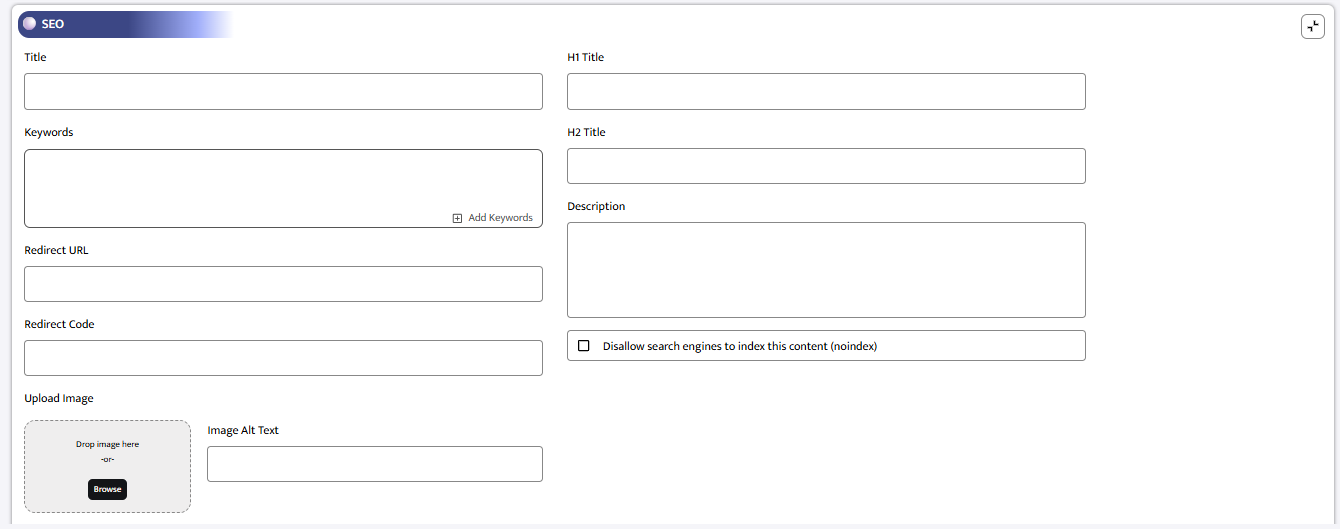 SEO
Title
H1 Title
Keywords
H2 Title
Add Keywords
Description
Redirect URL
Redirect Code
Disallow search engines to index this content (noindex)
Upload Image
Drop image here
-or-
Browse
Image Alt Text